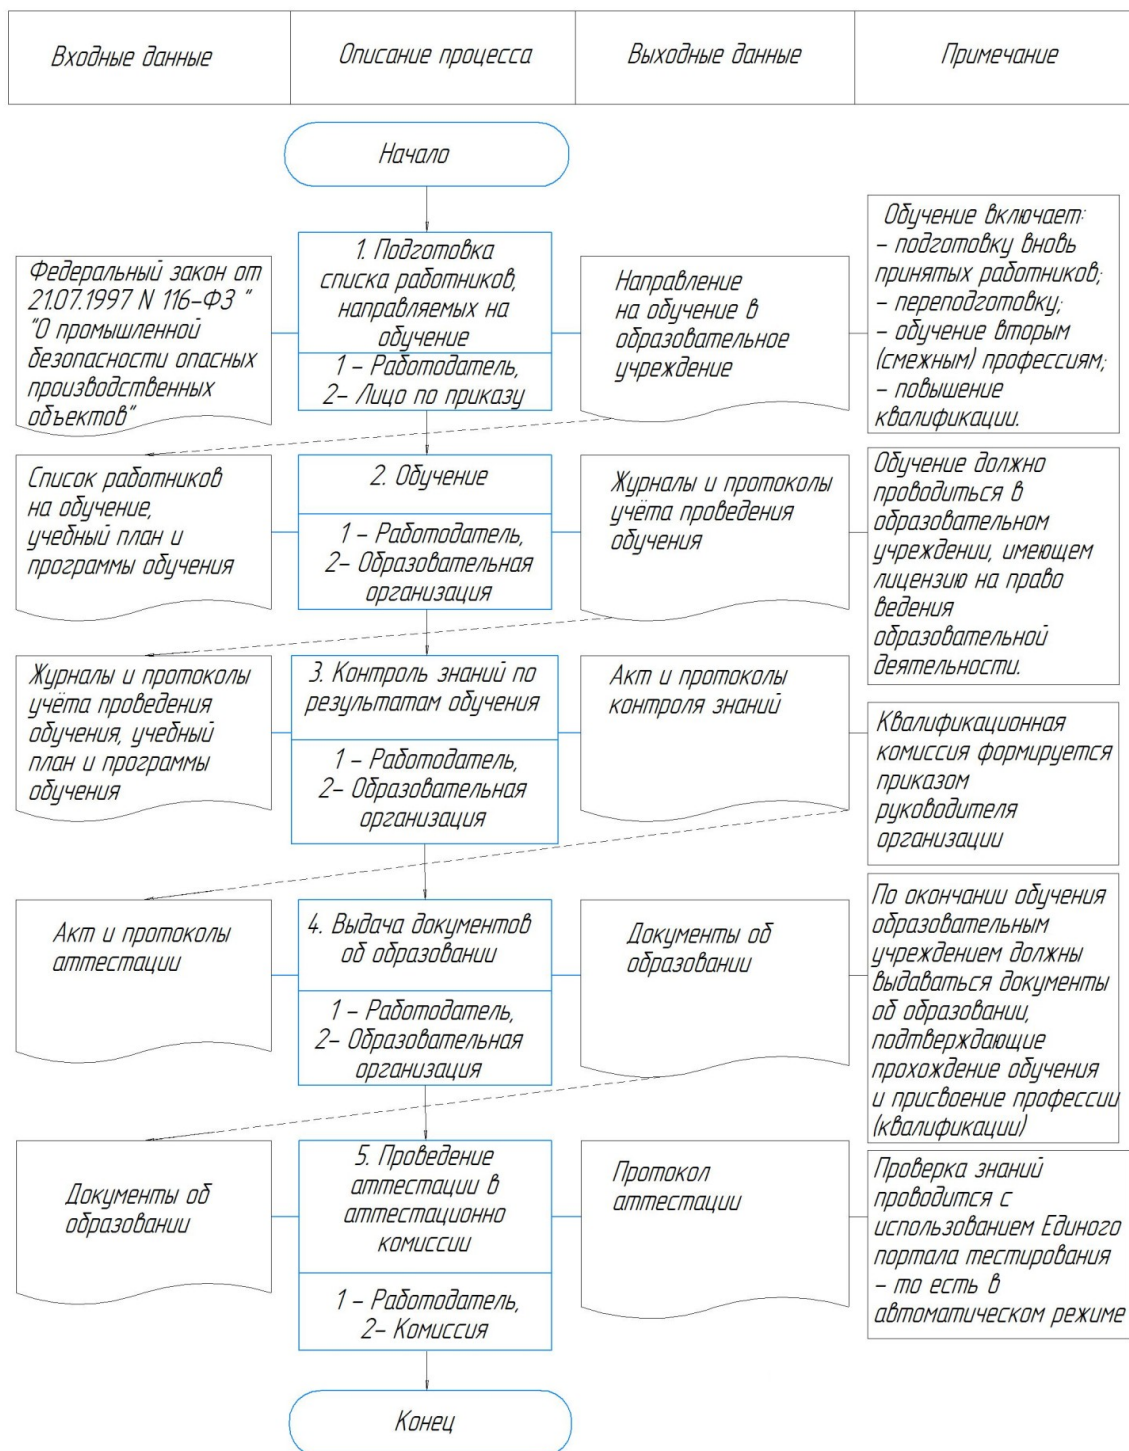 Входные данные
Описание процесса
Выходные данные
Примечание
Начало
Федеральный закон от
21.07.1997 N 116-ФЗ "
"О промышленной
безопасности опасных
производственных
объектов"
1. Подготовка
списка работников,
направляемых на
обучение
1 - Работодатель,
2- Лицо по приказу
Направление
на обучение в
образовательное
учреждение
Обучение включает:
- подготовку вновь
принятых работников;
- переподготовку;
- обучение вторым
(смежным) профессиям;
- повышение
квалификации.
Список работников
на обучение,
учебный план и
программы обучения
2. Обучение
1 - Работодатель,
2- Образовательная
организация
Журналы и протоколы
учёта проведения
обучения
Обучение должно
проводиться в
образовательном
учреждении, имеющем
лицензию на право
ведения
образовательной
деятельности.
Журналы и протоколы
учёта проведения
обучения, учебный
план и программы
обучения
3. Контроль знаний по
результатам обучения
1 - Работодатель,
2- Образовательная
организация
Акт и протоколы
контроля знаний
Квалификационная
комиссия формируется
приказом
руководителя
организации
Акт и протоколы
аттестации
4. Выдача документов
об образовании
1 - Работодатель,
2- Образовательная
организация
Документы об
образовании
По окончании обучения
образовательным
учреждением должны
выдаваться документы
об образовании,
подтверждающие
прохождение обучения
и присвоение профессии
(квалификации)
Документы об
образовании
5. Проведение
аттестации в
аттестационно
комиссии
1 - Работодатель,
2- Комиссия
Протокол
аттестации
Проверка знаний
проводится с
использованием Единого
портала тестирования
- то есть в
автоматическом режиме
Конец